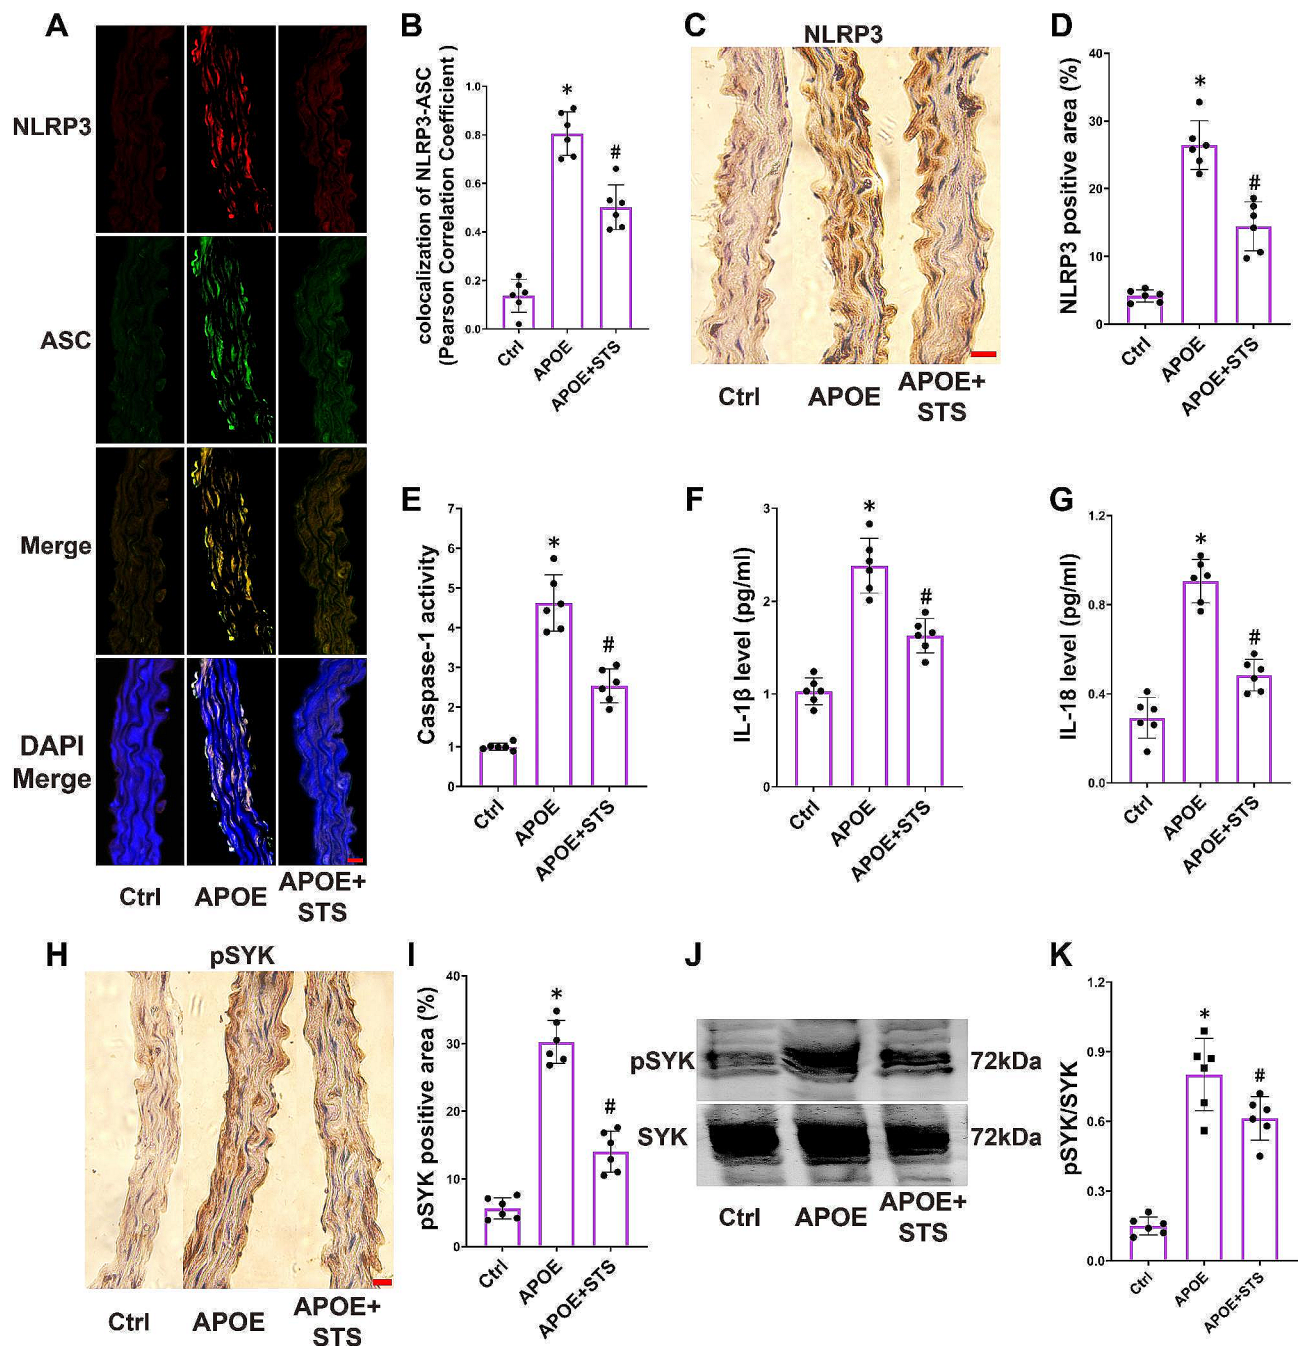 A
NLRP3
ASC
Merge
DAPI
Merge
Ctrl
APOE
APOE+
STS
B
colocalization of NLRP3-ASC
(Pearson Correlation Coefficient )
1.0
0.8
0.6
0.4
0.2
0.0
*
#
Ctrl
APOE
APOE+STS
C
NLRP3
Ctrl
APOE
APOE+
STS
D
NLRP3 positive area (%)
40
30
20
10
0
*
#
Ctrl
APOE
APOE+STS
E
Caspase-1 activity
7
6
5
4
3
2
1
0
*
#
Ctrl
APOE
APOE+STS
F
IL-1β level (pg/ml)
3
2
1
0
*
#
Ctrl
APOE
APOE+STS
G
IL-18 level (pg/ml)
1.2
0.8
0.4
0.0
*
#
Ctrl
APOE
APOE+STS
H
pSYK
Ctrl
APOE
APOE+
STS
I
pSYK positive area (%)
40
30
20
10
0
*
#
Ctrl
APOE
APOE+STS
J
pSYK
72kDa
SYK
72kDa
Ctrl
APOE
APOE+
STS
K
pSYK/SYK
0.9
0.6
0.3
0.0
*
#
Ctrl
APOE
APOE+STS